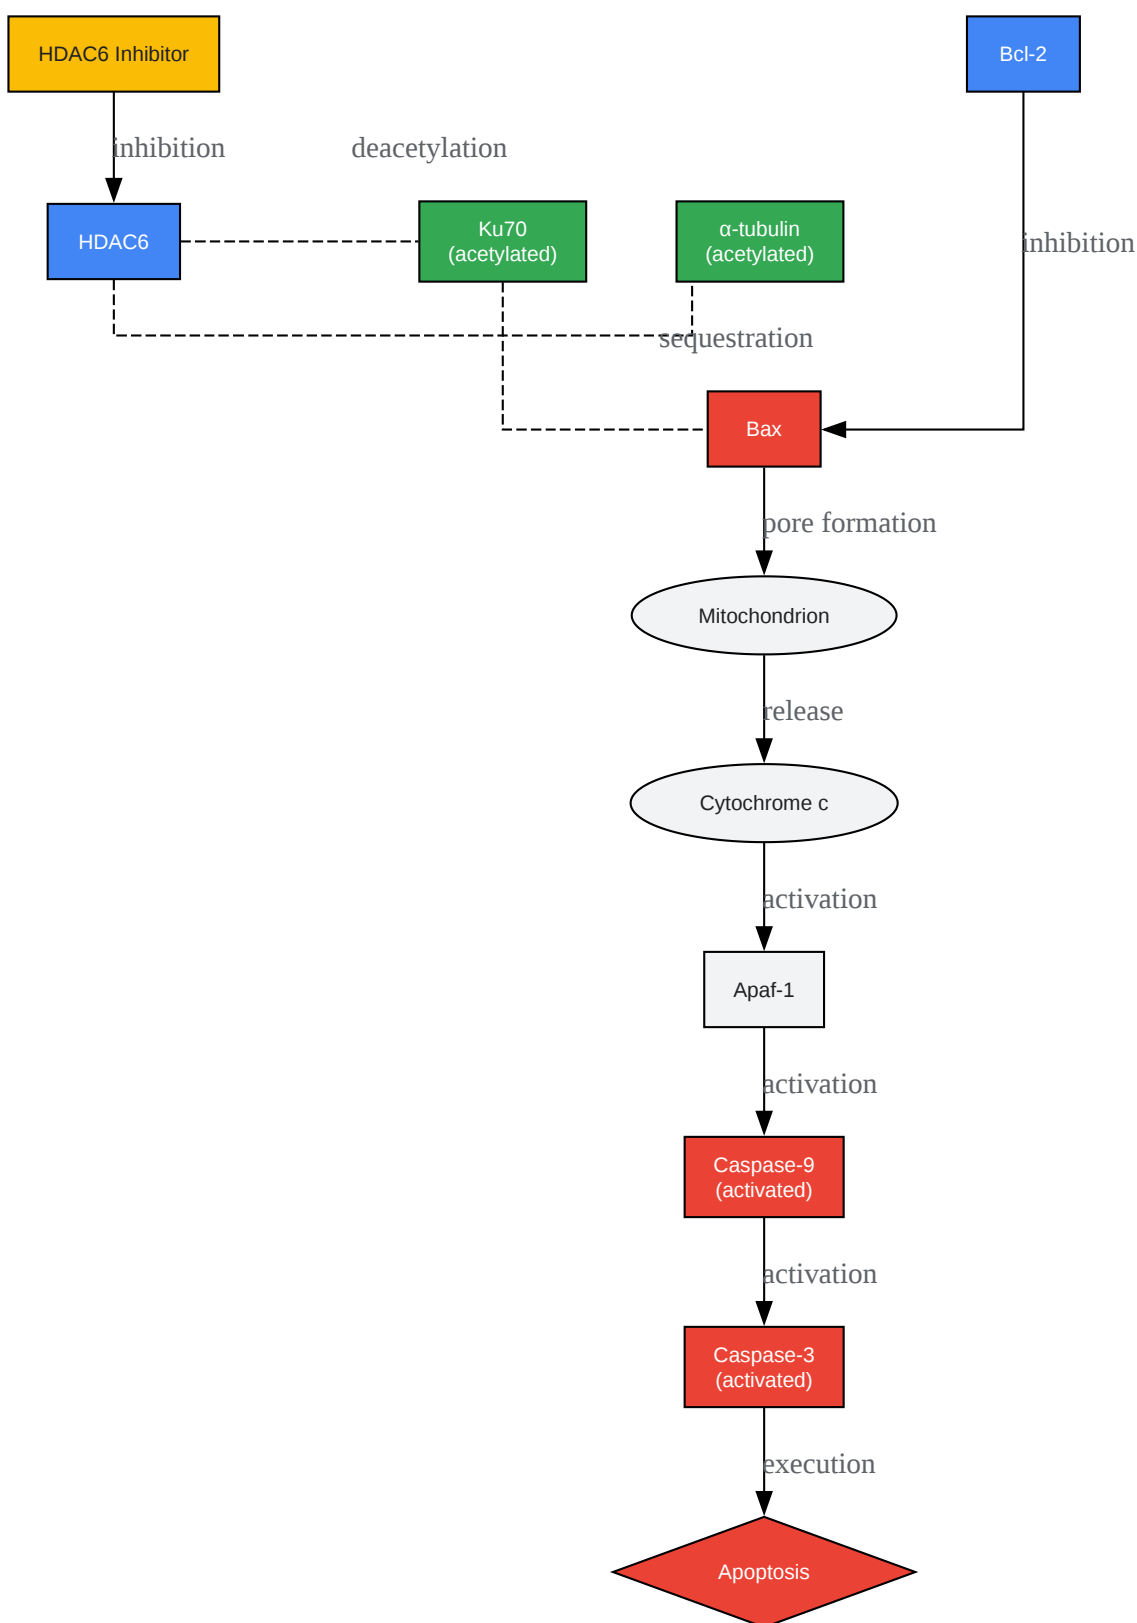 HDAC6 Inhibitor
Bcl-2
inhibition
deacetylation
HDAC6
Ku70
(acetylated)
α-tubulin
(acetylated)
inhibition
sequestration
Bax
pore formation
Mitochondrion
release
Cytochrome c
activation
Apaf-1
activation
Caspase-9
(activated)
activation
Caspase-3
(activated)
execution
Apoptosis